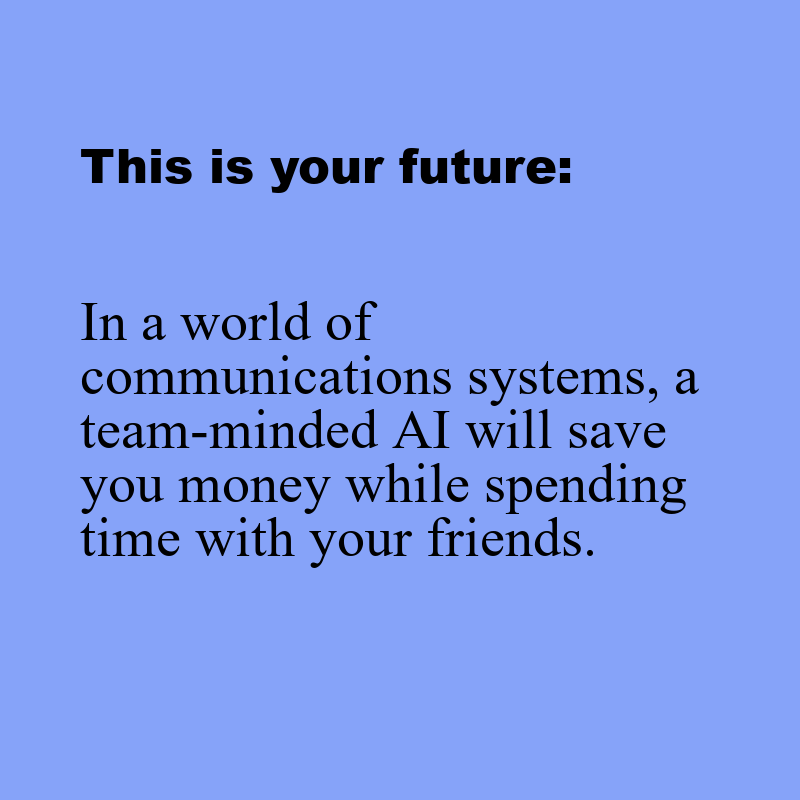 This is your future:
In a world of
communications systems, a
team-minded AI will save
you money while spending
time with your friends.